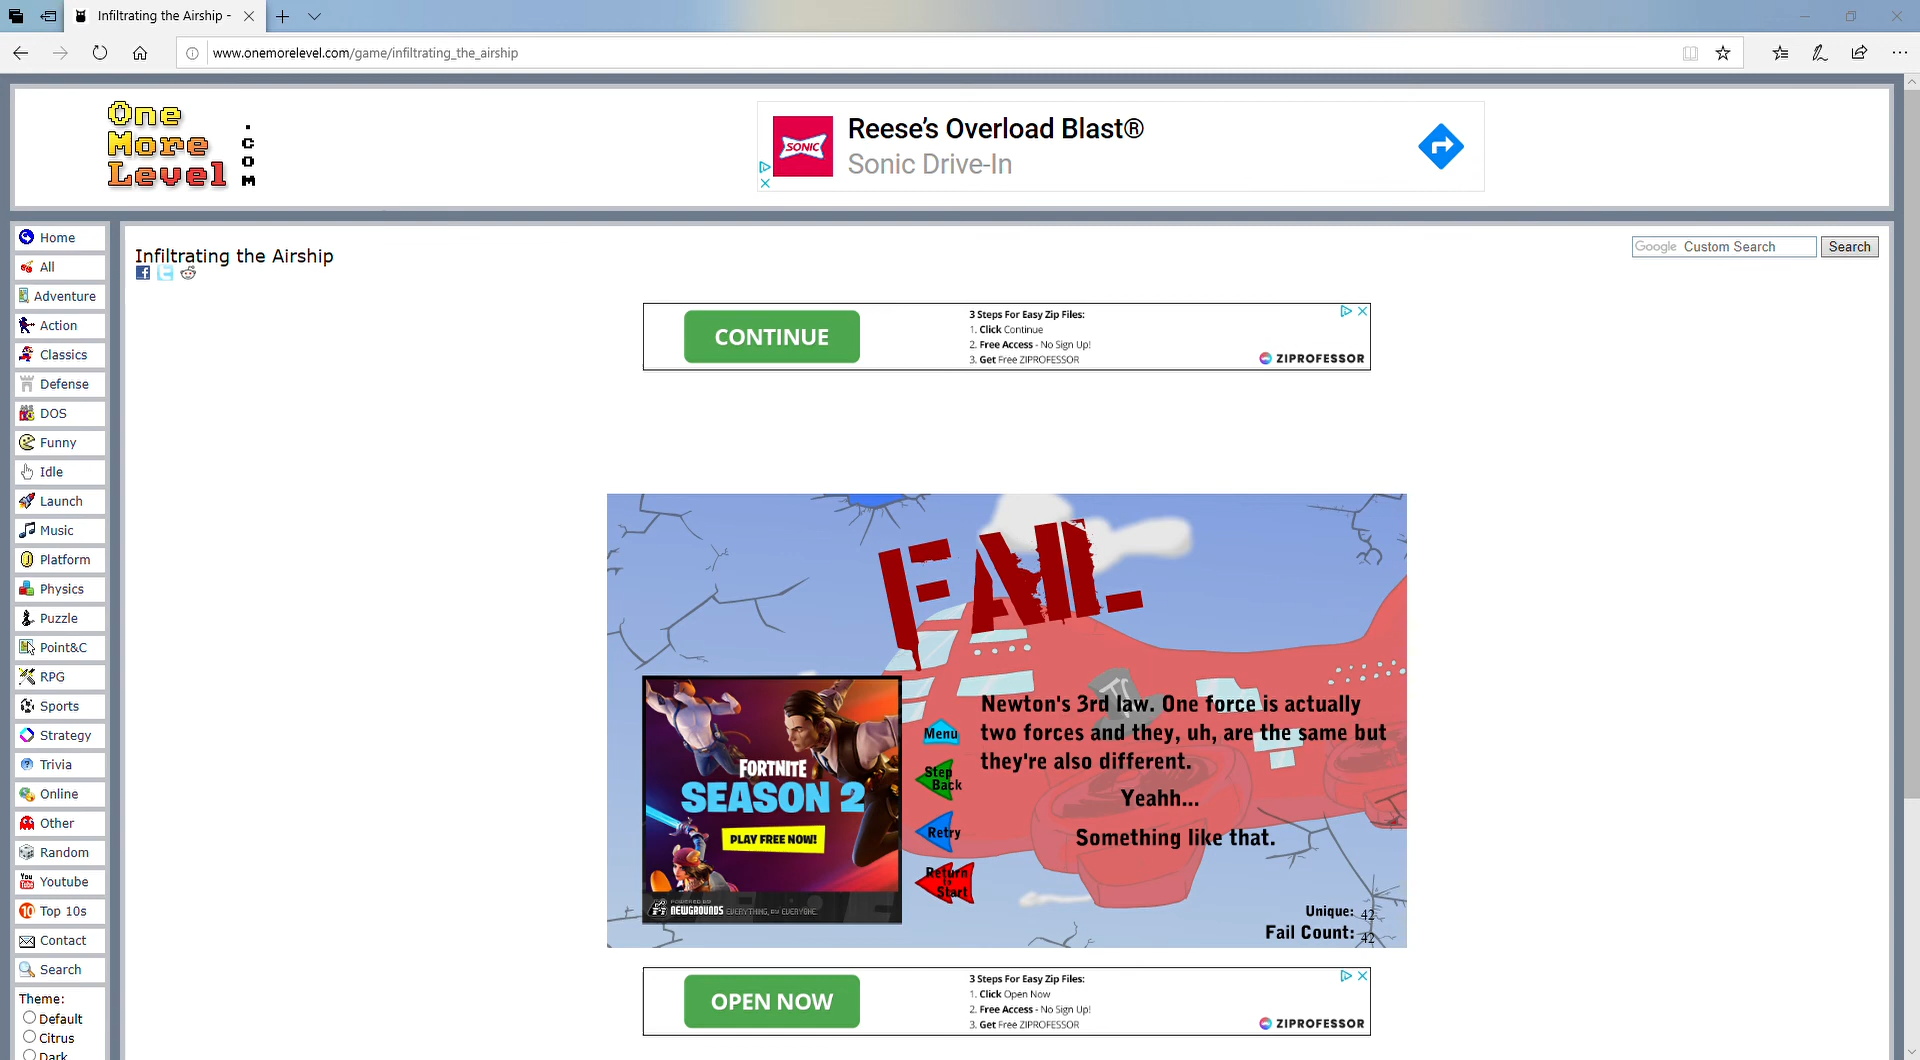 Infiltrating the Airship -
www.onemorelevel.com/game/infiltrating_the_airship
One
More
Level
.com
SONIC
Reese's Overload Blast®
Sonic Drive-In
Home
All
Adventure
Action
Classics
Defense
DOS
Funny
Idle
Launch
Music
Platform
Physics
Puzzle
Point&C
RPG
Sports
Strategy
Trivia
Online
Other
Random
Youtube
Top 10s
Contact
Search
Theme:
Default
Citrus
Dark
Infiltrating the Airship
Google Custom Search
Search
CONTINUE
3 Steps For Easy Zip Files:
1. Click Continue
2. Free Access - No Sign Up!
3. Get Free ZIPROFESSOR
ZIPROFESSOR
FAIL
FORTNITE
SEASON 2
PLAY FREE NOW!
POWERED BY
NEWGROUNDS EVERYTHING, BY EVERYONE.
Menu
Step
Back
Retry
Return
to
Start
Newton's 3rd law. One force is actually
two forces and they, uh, are the same but
they're also different.
Yeahh...
Something like that.
Unique: 42
Fail Count: 42
OPEN NOW
3 Steps For Easy Zip Files:
1. Click Open Now
2. Free Access - No Sign Up!
3. Get Free ZIPROFESSOR
ZIPROFESSOR